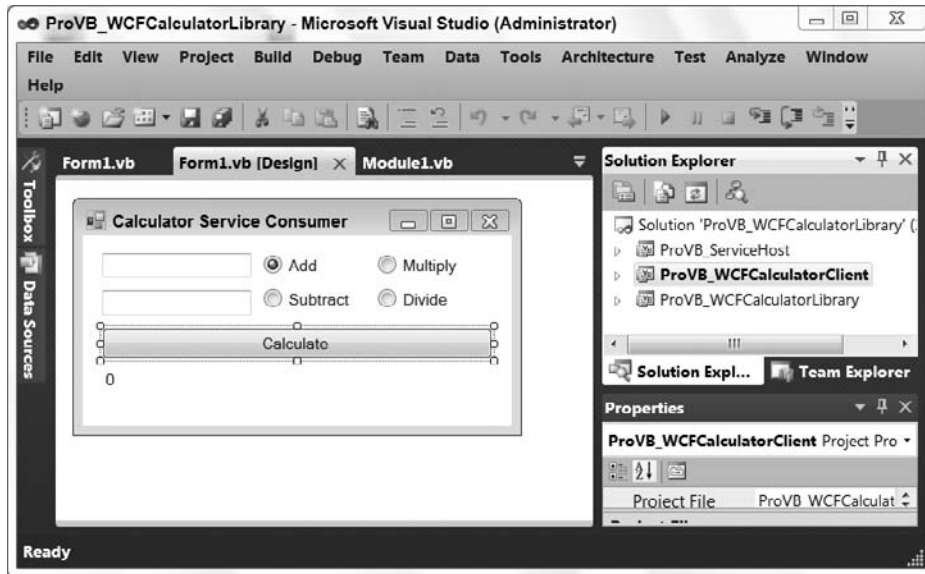 ProVB_WCFCalculatorLibrary - Microsoft Visual Studio (Administrator)
File Edit View Project Build Debug Team Data Tools Architecture Test Analyze Window
Help
Toolbox
Data Sources
Form1.vb
Form1.vb [Design]
Module1.vb
Calculator Service Consumer
Add
Multiply
Subtract
Divide
Calculate
0
Solution Explorer
Solution 'ProVB_WCFCalculatorLibrary' (
ProVB_ServiceHost
ProVB_WCFCalculatorClient
ProVB_WCFCalculatorLibrary
Solution Expl...
Team Explorer
Properties
ProVB_WCFCalculatorClient Project Pro
Project File ProVB_WCFCalculat
Ready